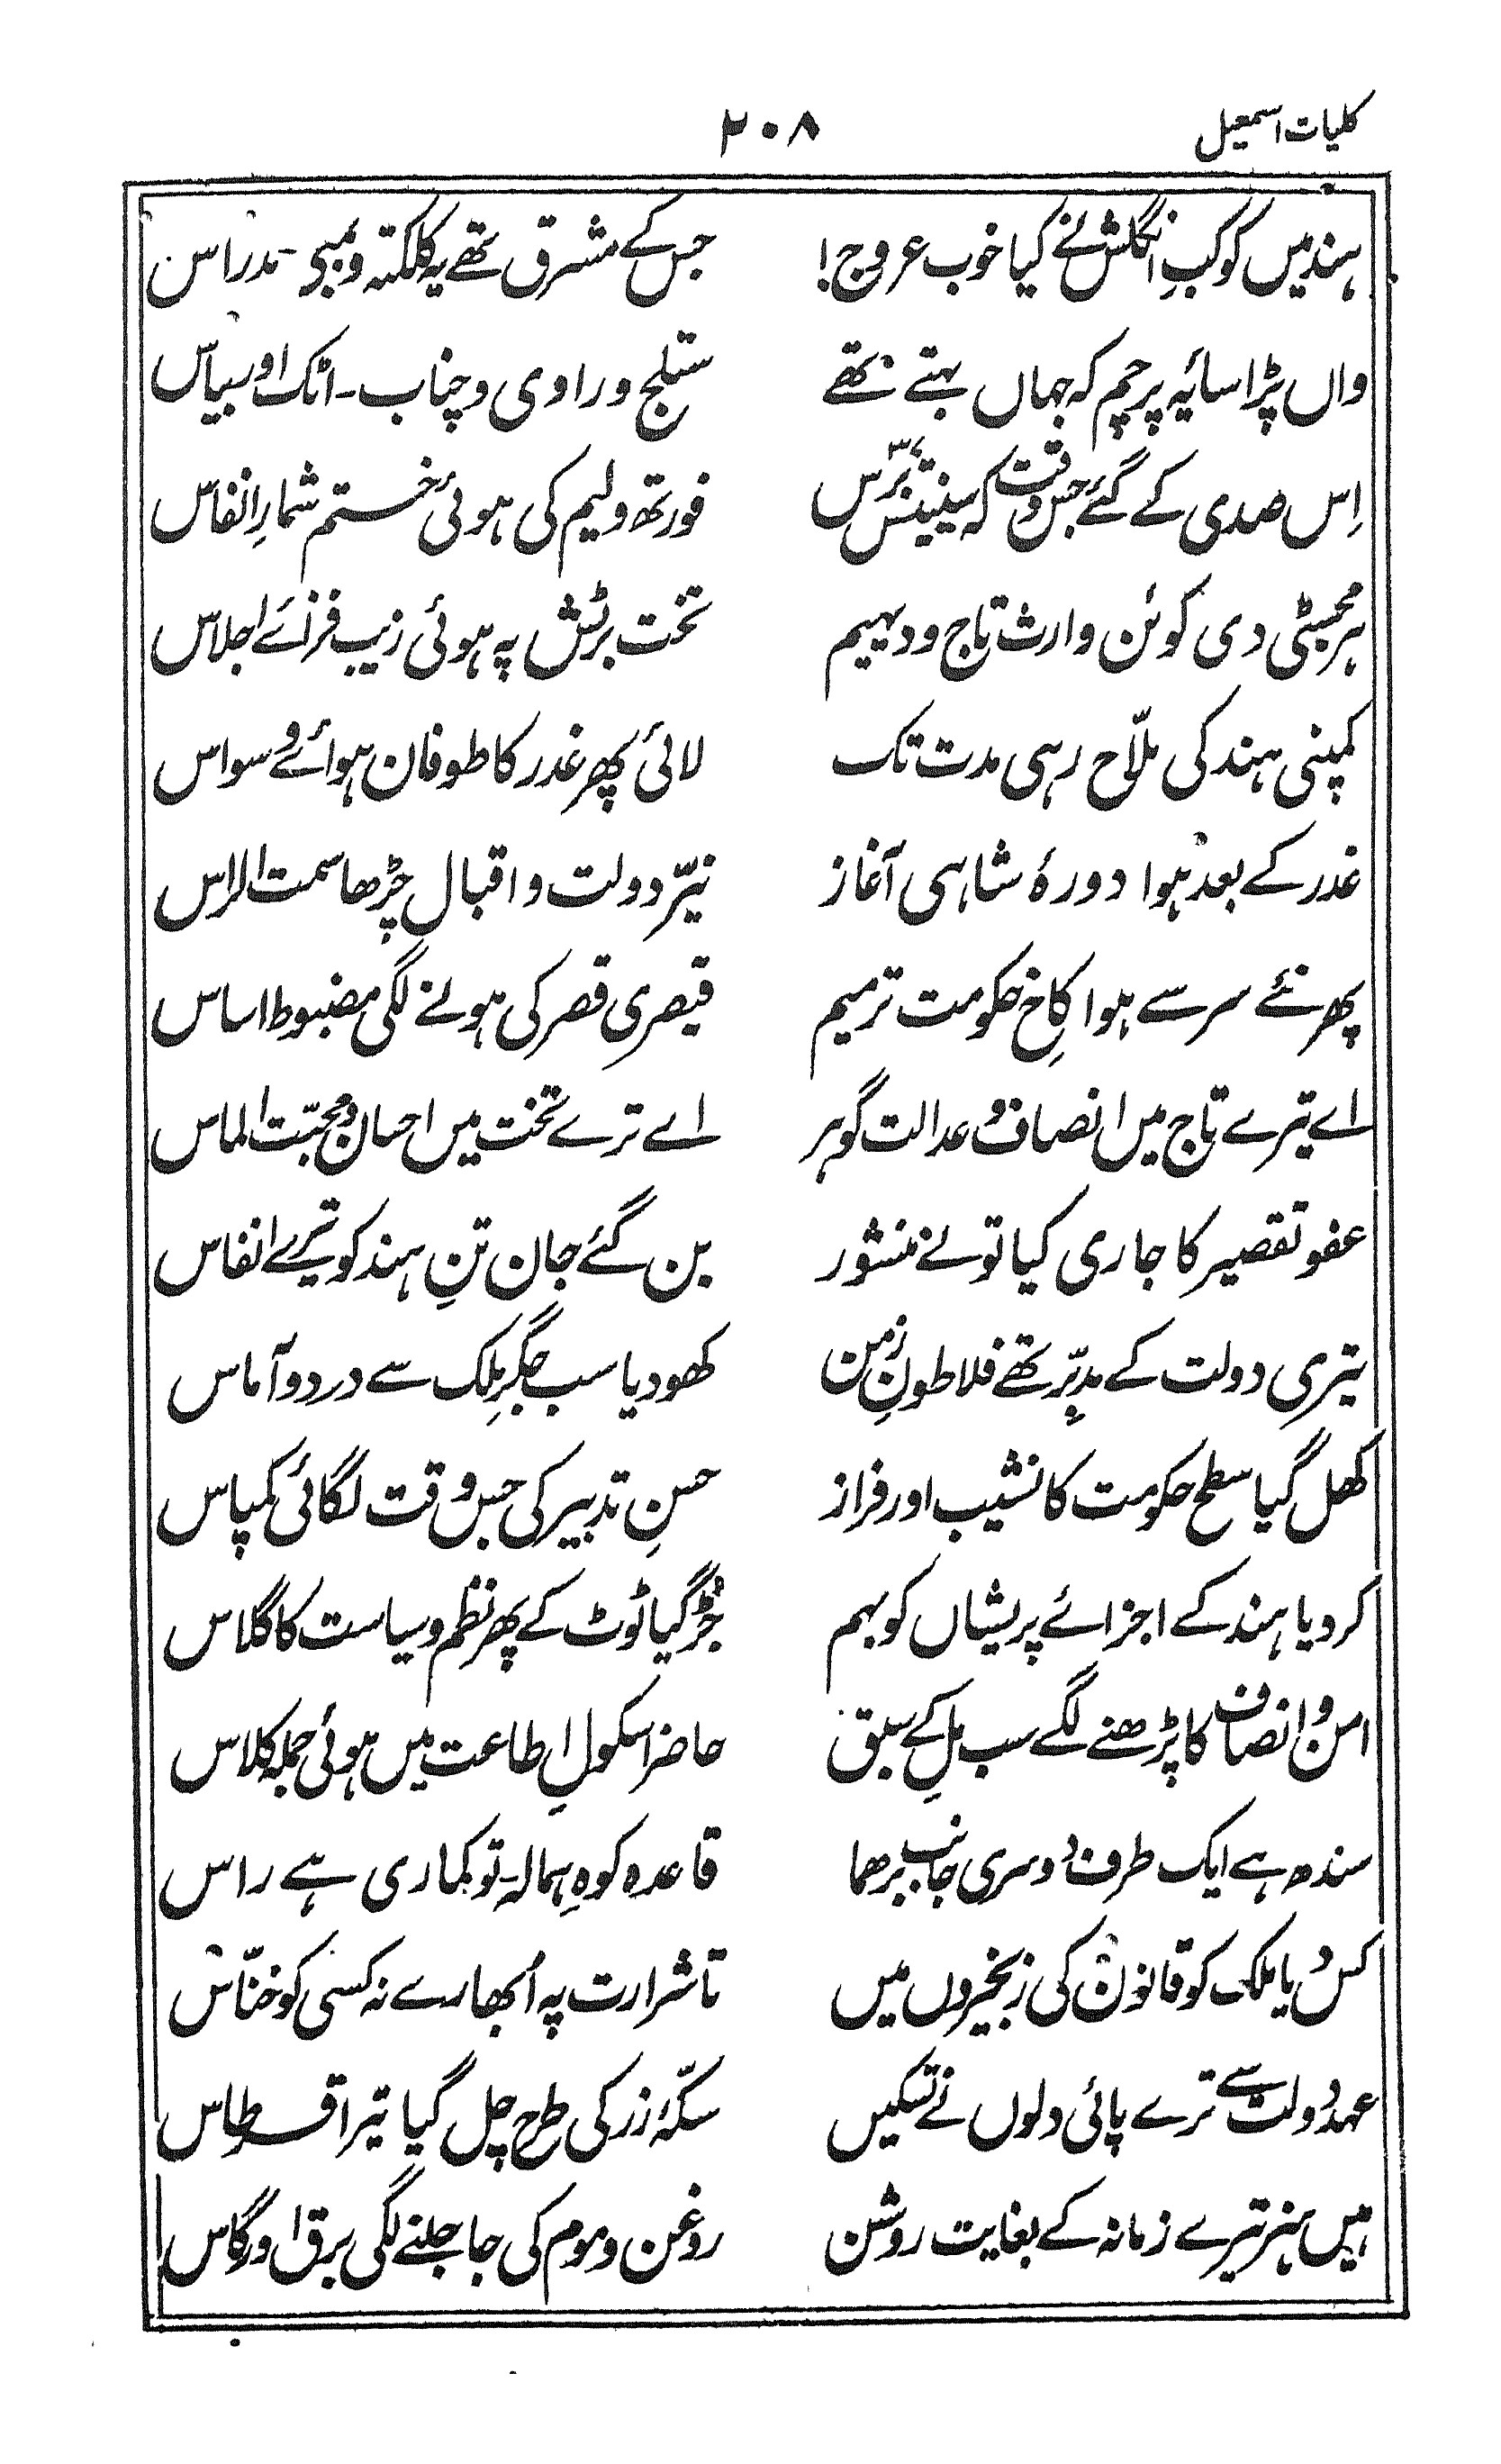 کلیات اسمعیل ۲۰۸
ہند میں کوکبِ انگلش نے کیا خوب عروج! جس کے مشرق تھے یہ کلکتہ و بمبئی - مدراس
واں پڑا سایۂ پرچم کہ جہاں بہتے تھے ستلج و راوی و چناب - اٹک اور بیاس
اِس صدی کے گئے جس وقت کہ سینتیس ۳۷ برس فورتھ ولیم کی ہوئی ختم شمارِ انفاس
ہر مجسٹی دی کوئن وارث تاج و دیہیم تخت برٹش پہ ہوئی زیب فزائے اجلاس
کمپنی ہند کی ملّاح رہی مدت تک لائی پھر غدر کا طوفان ہوائے وسواس
غدر کے بعد ہوا دورۂ شاہی آغاز نیّر دولت و اقبال چڑھا سمت الراس
پھر نئے سر سے ہوا کاخِ حکومت ترمیم قیصری قصر کی ہونے لگی مضبوط اساس
اے تیرے تاج میں انصاف و عدالت گوہر اے ترے تخت میں احسان و محبّت الماس
عفو تقصیر کا جاری کیا تو نے منشور بن گئے جان تنِ ہند کو تیرے انفاس
تیری دولت کے مدبّر تھے فلاطونِ زمن کھو دیا سب جگرِ ملک سے درد و آماس
کھل گیا سطح حکومت کا نشیب اور فراز حسنِ تدبیر کی جس وقت لگائی کمپاس
کر دیا ہند کے اجزائے پریشاں کو بہم جُڑ گیا ٹوٹ کے پھر نظم و سیاست کا گلاس
امن و انصاف کا پڑھنے لگے سب مل کے سبق حاضر اسکولِ اطاعت میں ہوئی جملہ کلاس
سندھ ہے ایک طرف دوسری جانب برھما قاعدہ کوہِ ہمالہ - تو کماری ہے راس
کس دیا ملک کو قانون کی زنجیروں میں تا شرارت پہ اُبھارے نہ کسی کو خنّاس
عہد دولت سے ترے پائی دلوں نے تسکیں سکّۂ زر کی طرح چل گیا تیرا قرطاس
ہیں ہنر تیرے زمانہ کے بغایت روشن روغن و موم کی جا جلنے لگی برق اور گاس